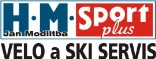 H·M·Sport
Jan Modlitba plus
VELO a SKI SERVIS